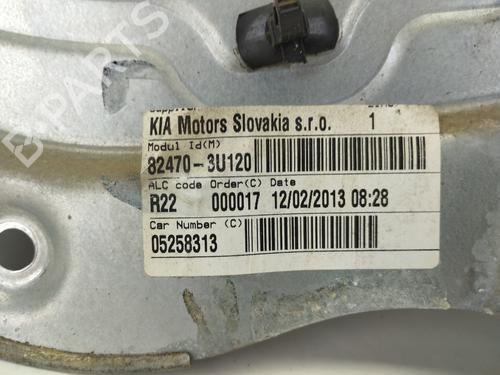 B-PARTS
KIA Motors Slovakia s.r.o. 1
Modul Id(M)
82470-3U120
ALC code Order(C) Date
R22 000017 12/02/2013 08:28
Car Number (C)
05258313